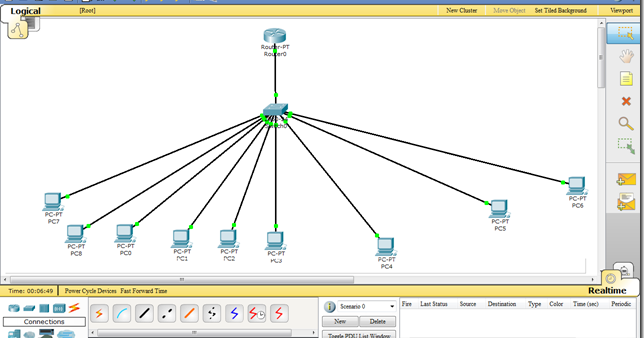 Logical
[Root]
New Cluster
Move Object
Set Tiled Background
Viewport
Router-PT
Router0
PC-PT
PC7
PC-PT
PC8
PC-PT
PC0
PC-PT
PC1
PC-PT
PC2
PC-PT
PC3
PC-PT
PC4
PC-PT
PC5
PC-PT
PC6
Time: 00:06:49
Power Cycle Devices Fast Forward Time
Realtime
Connections
Scenario 0
New
Delete
Toggle PDU List Window
Fire Last Status Source Destination Type Color Time (sec) Periodic